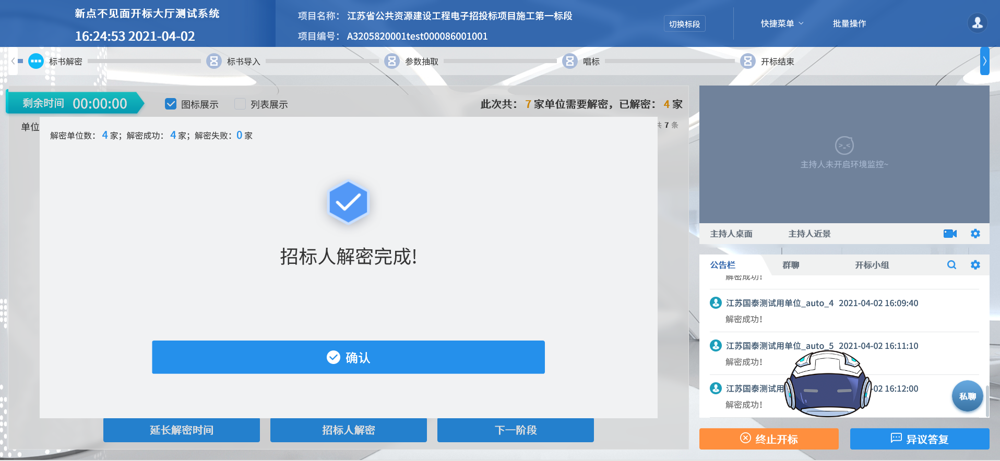 新点不见面开标大厅测试系统
16:24:53 2021-04-02
项目名称： 江苏省公共资源建设工程电子招投标项目施工第一标段
项目编号： A3205820001test000086001001
切换标段
快捷菜单
批量操作
标书解密
标书导入
参数抽取
唱标
开标结束
剩余时间 00:00:00
图标展示
列表展示
此次共： 7 家单位需要解密，已解密： 4 家
单位
共 7 条
解密单位数： 4 家；解密成功： 4 家；解密失败：0 家
招标人解密完成!
确认
延长解密时间
招标人解密
下一阶段
>_<
主持人未开启环境监控~
主持人桌面
主持人近景
公告栏
群聊
开标小组
解密成功!
江苏国泰测试用单位_auto_4 2021-04-02 16:09:40
解密成功!
江苏国泰测试用单位_auto_5 2021-04-02 16:11:10
解密成功!
江苏国泰测试用
-02 16:12:00
解密成功!
私聊
终止开标
异议答复